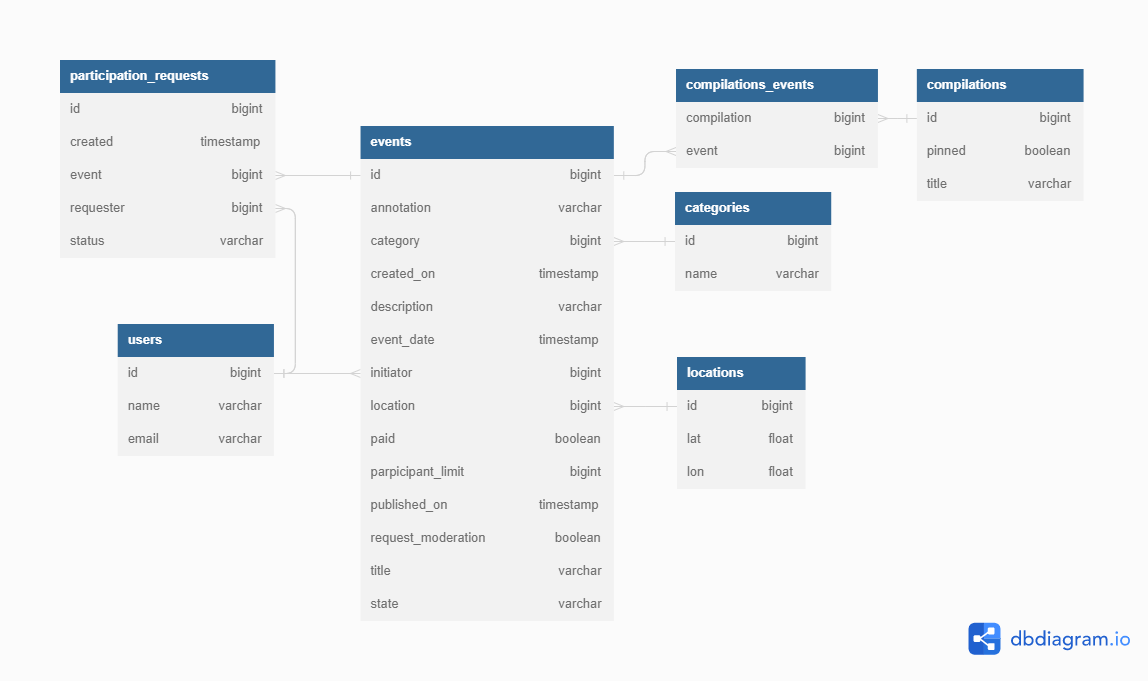 participation_requests
id bigint
created timestamp
event bigint
requester bigint
status varchar
users
id bigint
name varchar
email varchar
events
id bigint
annotation varchar
category bigint
created_on timestamp
description varchar
event_date timestamp
initiator bigint
location bigint
paid boolean
parpicipant_limit bigint
published_on timestamp
request_moderation boolean
title varchar
state varchar
compilations_events
compilation bigint
event bigint
compilations
id bigint
pinned boolean
title varchar
categories
id bigint
name varchar
locations
id bigint
lat float
lon float
dbdiagram.io